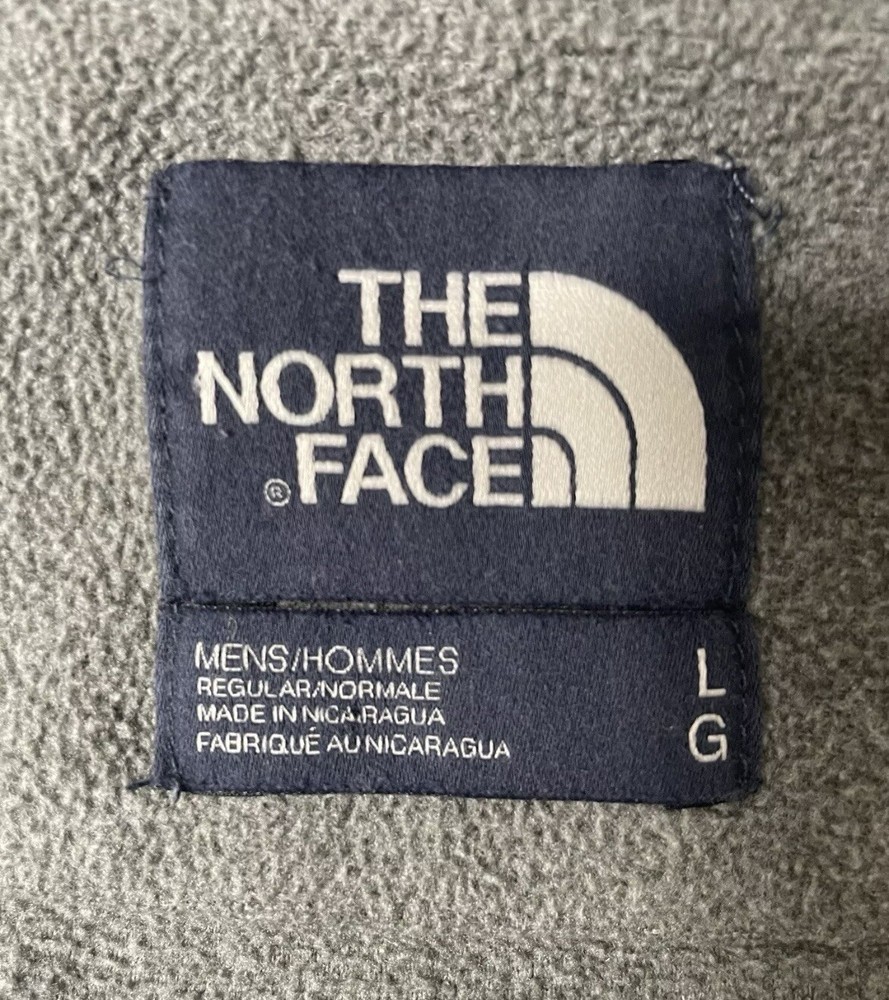 THE
NORTH
® FACE
MENS/HOMMES L
REGULAR/NORMALE
MADE IN NICARAGUA
FABRIQUÉ AU NICARAGUA G